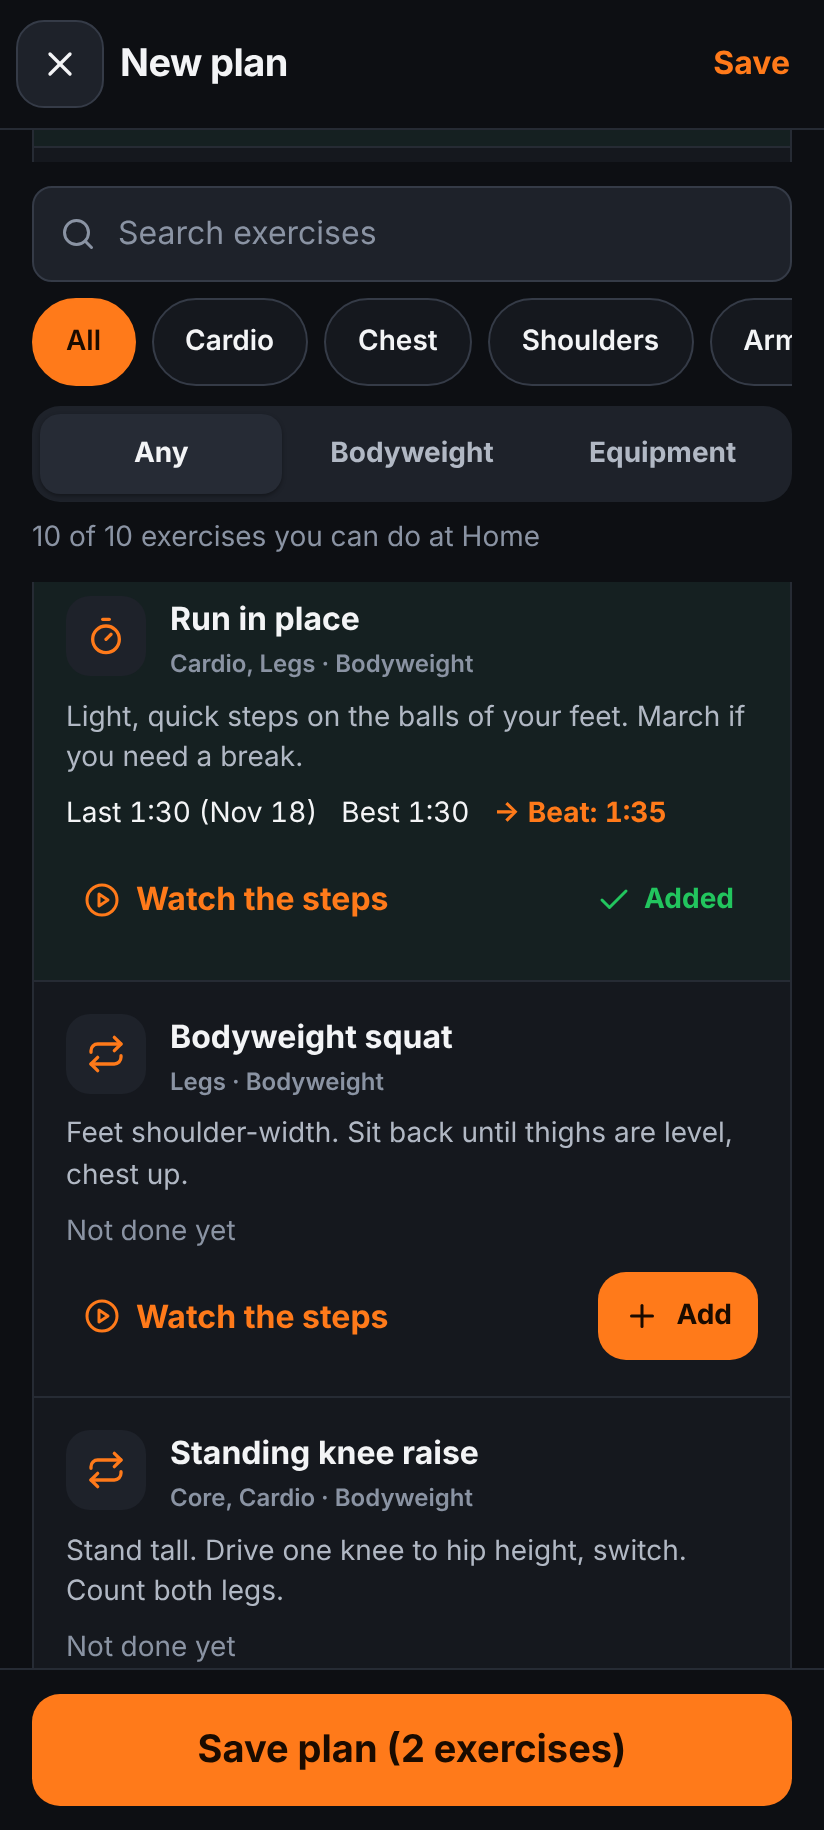 New plan
Save
Search exercises
All
Cardio
Chest
Shoulders
Arm
Any
Bodyweight
Equipment
10 of 10 exercises you can do at Home
Run in place
Cardio, Legs · Bodyweight
Light, quick steps on the balls of your feet. March if
you need a break.
Last 1:30 (Nov 18) Best 1:30 → Beat: 1:35
Watch the steps
Added
Bodyweight squat
Legs · Bodyweight
Feet shoulder-width. Sit back until thighs are level,
chest up.
Not done yet
Watch the steps
Add
Standing knee raise
Core, Cardio · Bodyweight
Stand tall. Drive one knee to hip height, switch.
Count both legs.
Not done yet
Save plan (2 exercises)